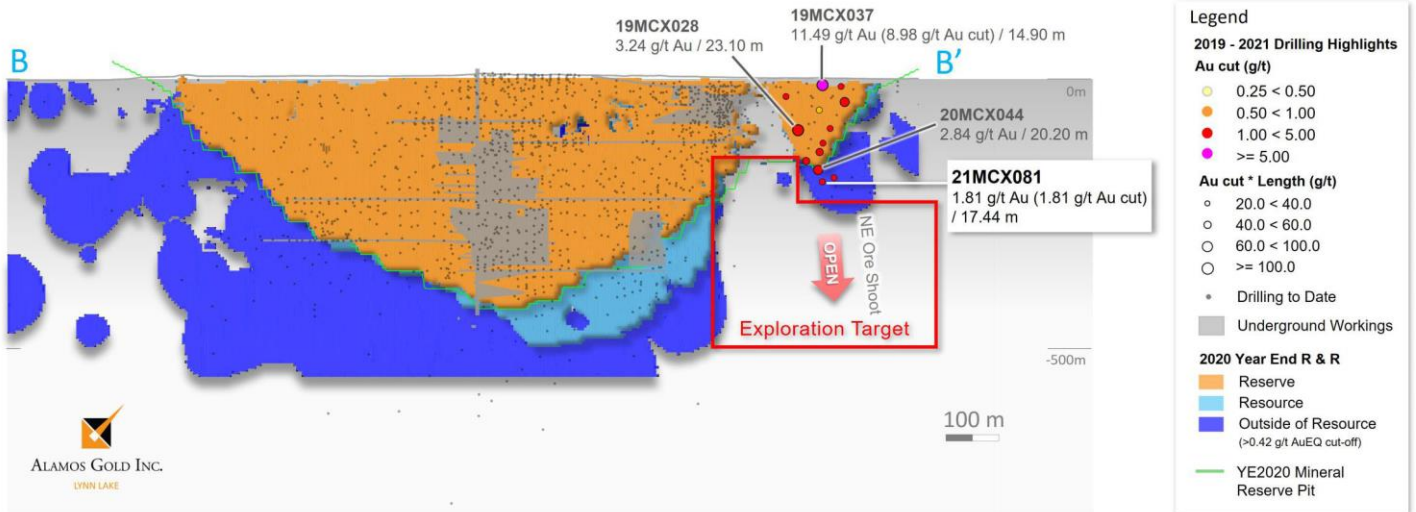 B
B’
19MCX028
3.24 g/t Au / 23.10 m
19MCX037
11.49 g/t Au (8.98 g/t Au cut) / 14.90 m
0m
20MCX044
2.84 g/t Au / 20.20 m
21MCX081
1.81 g/t Au (1.81 g/t Au cut)
/ 17.44 m
NE Ore Shoot
OPEN
Exploration Target
-500m
100 m
ALAMOS GOLD INC.
LYNN LAKE
Legend
2019 - 2021 Drilling Highlights
Au cut (g/t)
0.25 < 0.50
0.50 < 1.00
1.00 < 5.00
>= 5.00
Au cut * Length (g/t)
20.0 < 40.0
40.0 < 60.0
60.0 < 100.0
>= 100.0
Drilling to Date
Underground Workings
2020 Year End R & R
Reserve
Resource
Outside of Resource
(>0.42 g/t AuEQ cut-off)
YE2020 Mineral
Reserve Pit